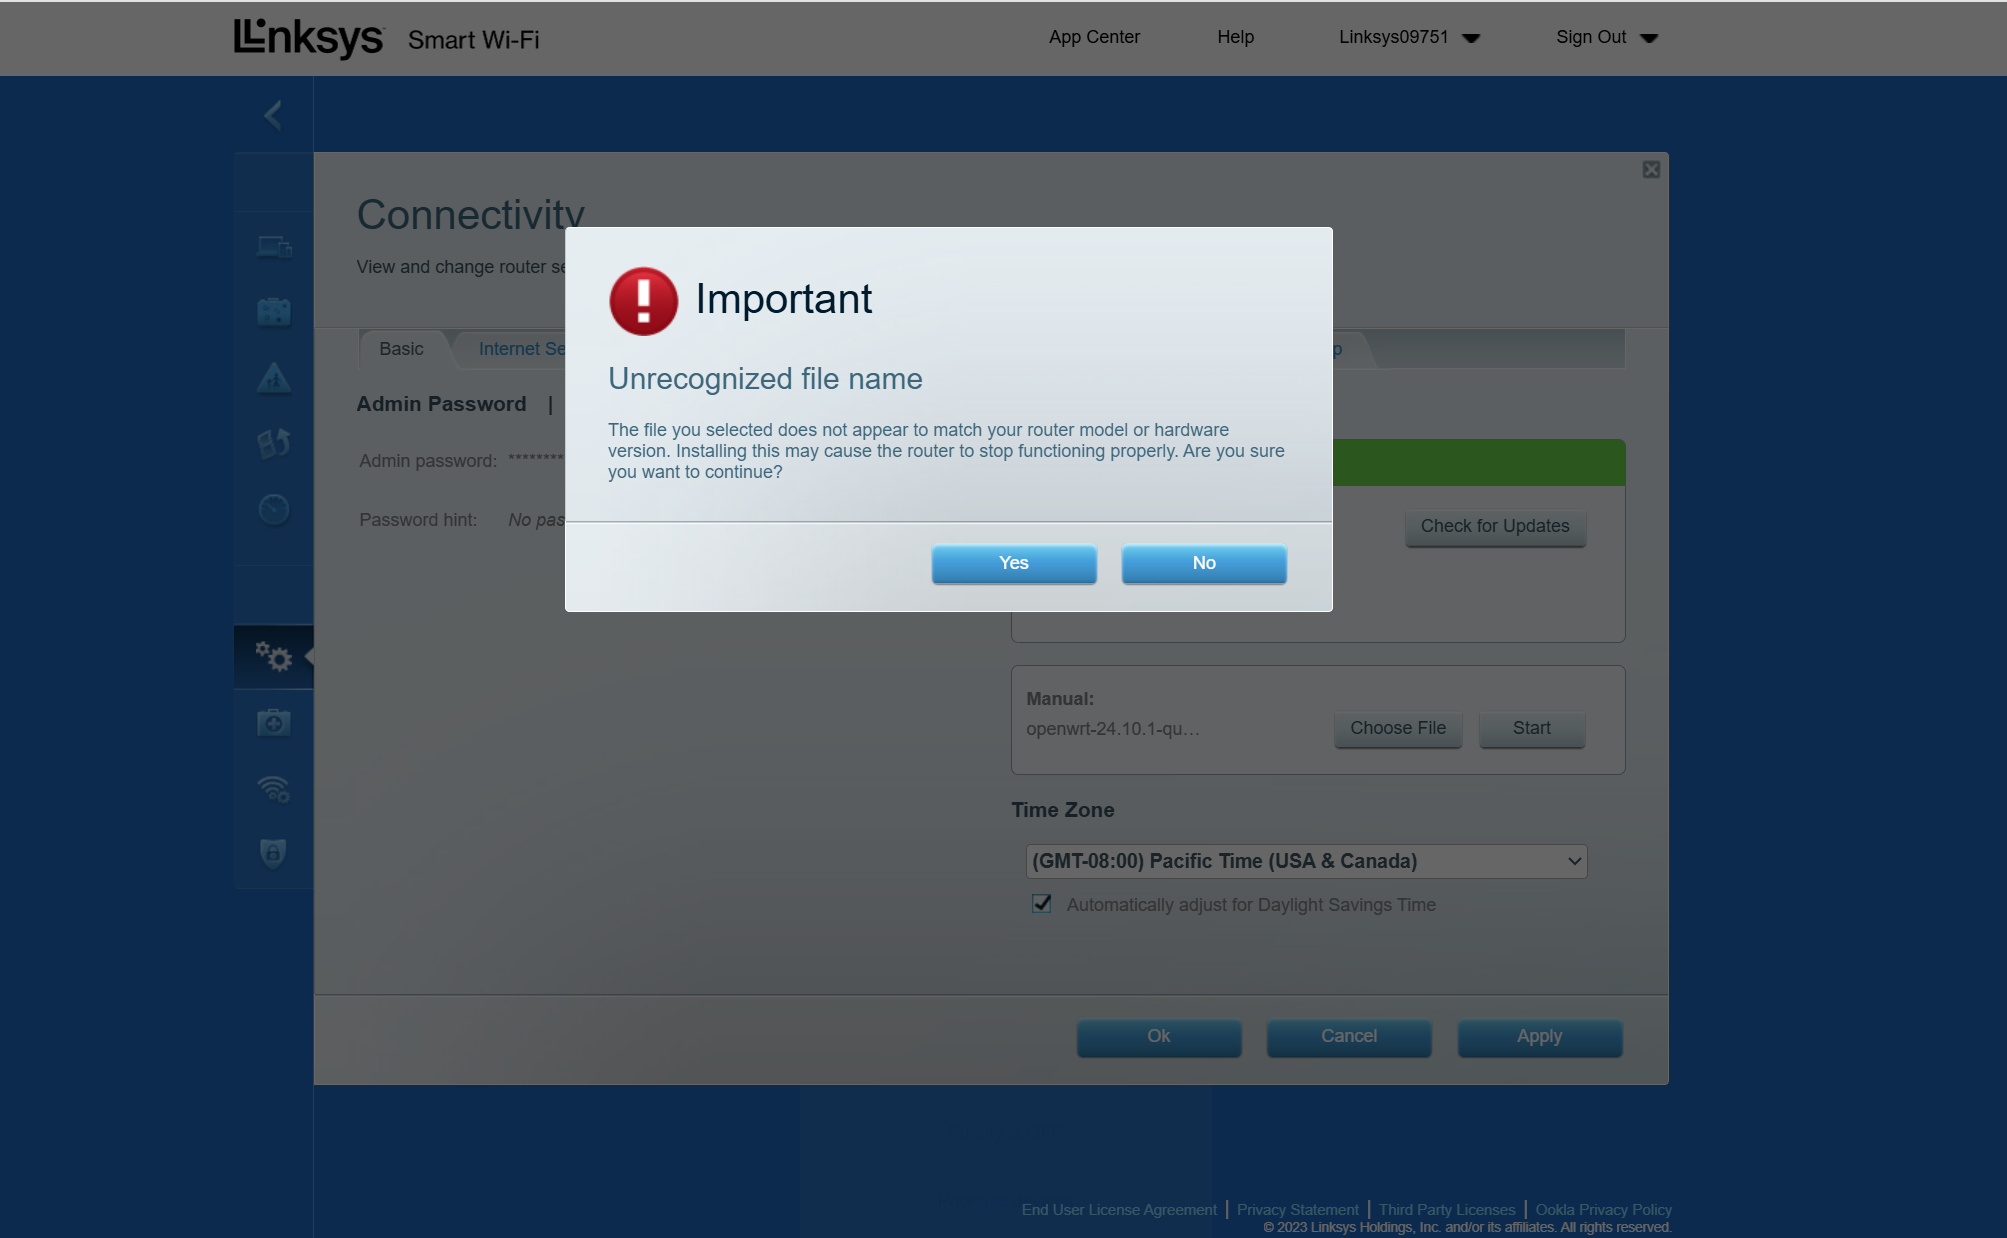 Linksys Smart Wi-Fi
App Center
Help
Linksys09751
Sign Out
Connectivity
View and change router se
Important
Unrecognized file name
The file you selected does not appear to match your router model or hardware
version. Installing this may cause the router to stop functioning properly. Are you sure
you want to continue?
Yes
No
Basic
Internet Se
p
Admin Password |
Admin password: ********
Password hint: No pas
Check for Updates
Manual:
openwrt-24.10.1-qu…
Choose File
Start
Time Zone
(GMT-08:00) Pacific Time (USA & Canada)
Automatically adjust for Daylight Savings Time
Ok
Cancel
Apply
End User License Agreement | Privacy Statement | Third Party Licenses | Ookla Privacy Policy
© 2023 Linksys Holdings, Inc. and/or its affiliates. All rights reserved.